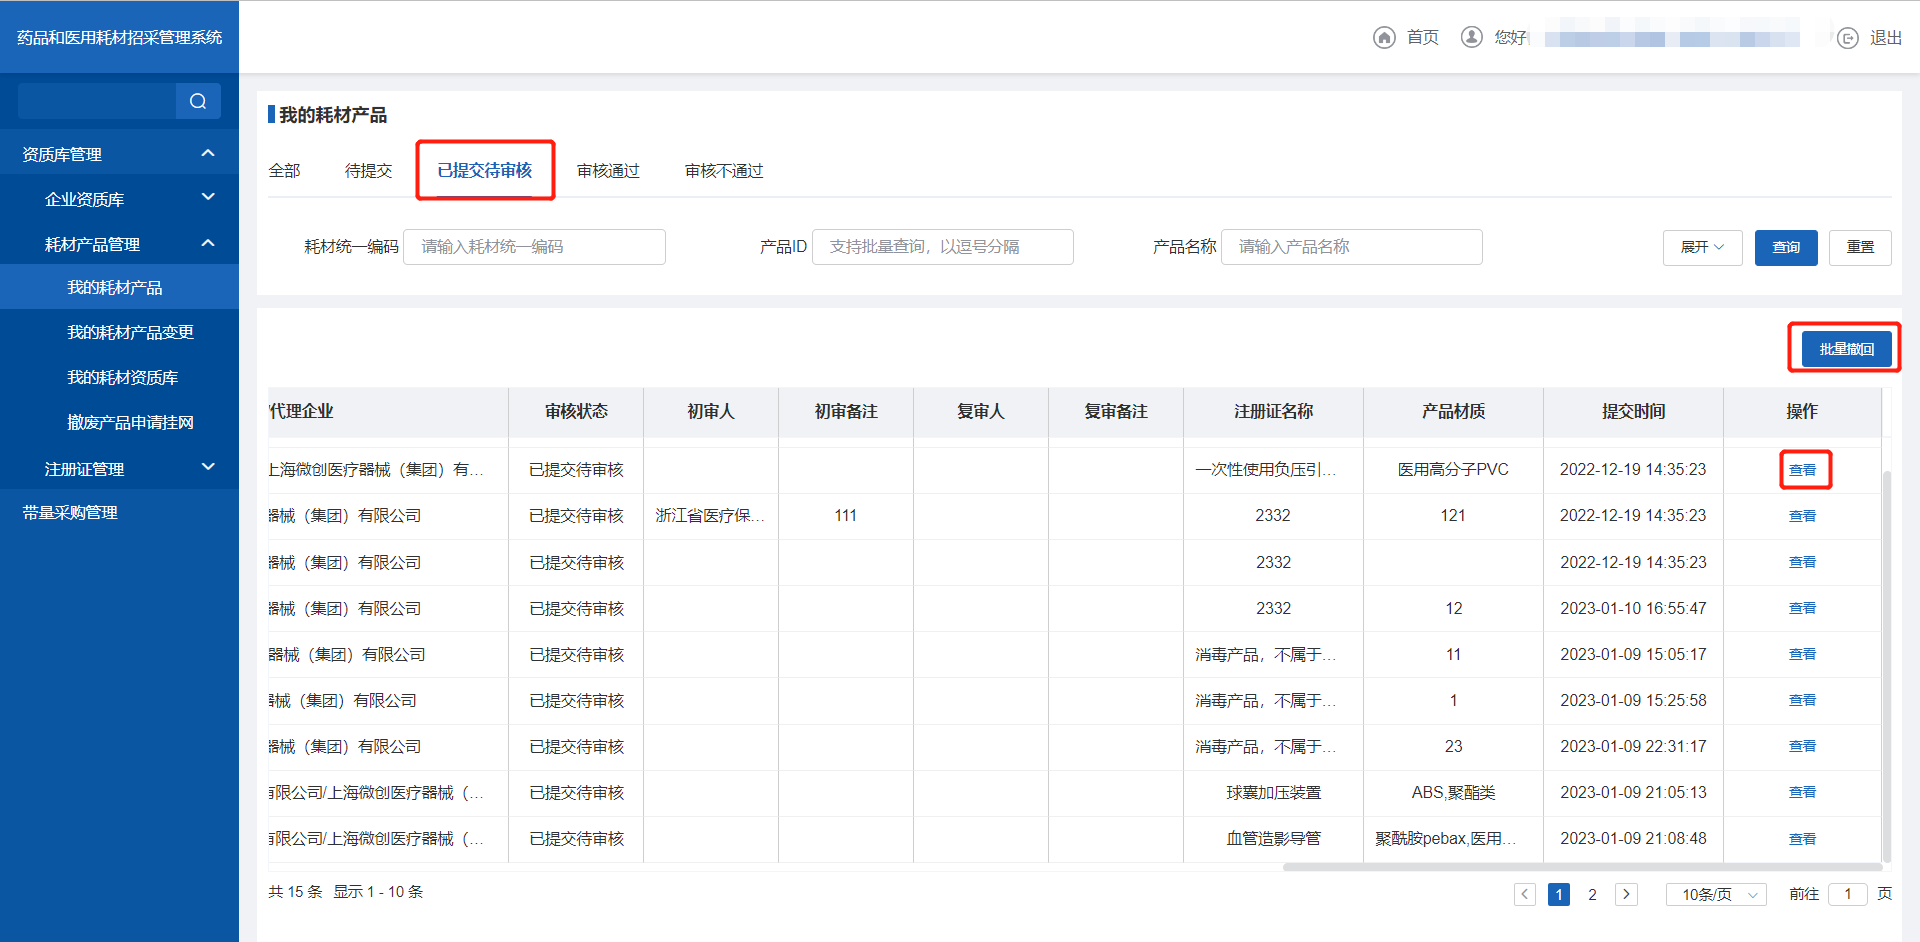 药品和医用耗材招采管理系统
首页
您好
退出
资质库管理
企业资质库
耗材产品管理
我的耗材产品
我的耗材产品变更
我的耗材资质库
撤废产品申请挂网
注册证管理
带量采购管理
我的耗材产品
全部 待提交 已提交待审核 审核通过 审核不通过
耗材统一编码 请输入耗材统一编码 产品ID 支持批量查询，以逗号分隔 产品名称 请输入产品名称 展开 查询 重置
批量撤回
代理企业 审核状态 初审人 初审备注 复审人 复审备注 注册证名称 产品材质 提交时间 操作
上海微创医疗器械（集团）有... 已提交待审核 一次性使用负压引... 医用高分子PVC 2022-12-19 14:35:23 查看
器械（集团）有限公司 已提交待审核 浙江省医疗保... 111 2332 121 2022-12-19 14:35:23 查看
器械（集团）有限公司 已提交待审核 2332 2022-12-19 14:35:23 查看
器械（集团）有限公司 已提交待审核 2332 12 2023-01-10 16:55:47 查看
器械（集团）有限公司 已提交待审核 消毒产品，不属于... 11 2023-01-09 15:05:17 查看
械（集团）有限公司 已提交待审核 消毒产品，不属于... 1 2023-01-09 15:25:58 查看
器械（集团）有限公司 已提交待审核 消毒产品，不属于... 23 2023-01-09 22:31:17 查看
有限公司/上海微创医疗器械（... 已提交待审核 球囊加压装置 ABS,聚酯类 2023-01-09 21:05:13 查看
有限公司/上海微创医疗器械（... 已提交待审核 血管造影导管 聚酰胺pebax,医用... 2023-01-09 21:08:48 查看
共 15 条 显示 1 - 10 条 1 2 10条/页 前往 1 页